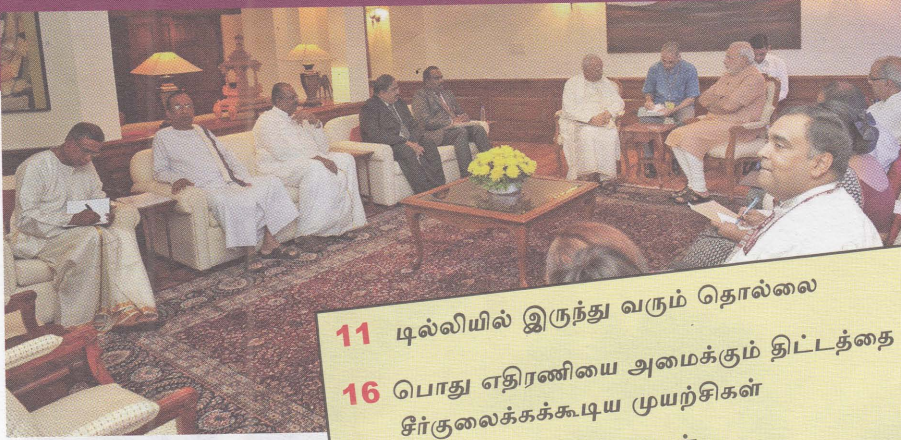 11 டில்லியில் இருந்து வரும் தொல்லை
16 பொது எதிரணியை அமைக்கும் திட்டத்தை
சீர்குலைக்கக்கூடிய முயற்சிகள்